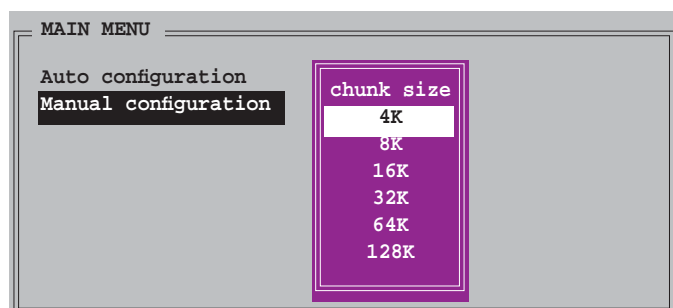 MAIN MENU
Auto configuration
Manual configuration
chunk size
4K
8K
16K
32K
64K
128K